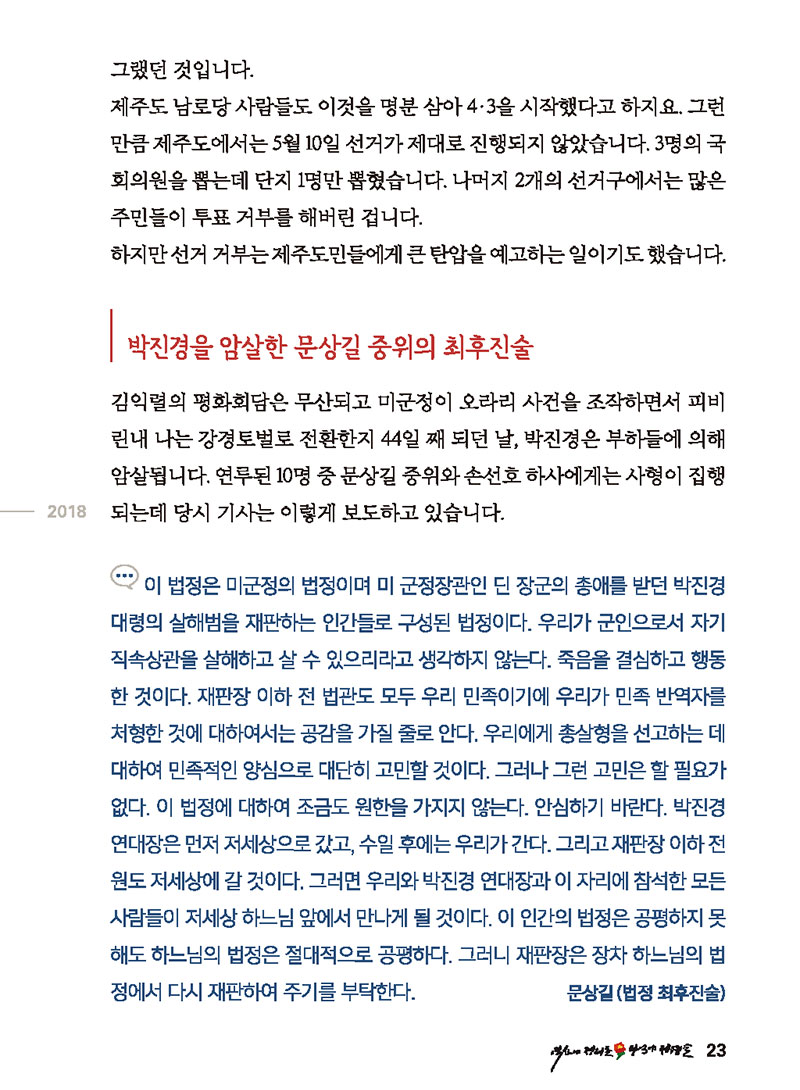 그랬던 것입니다.
제주도 남로당 사람들도 이것을 명분 삼아 4·3을 시작했다고 하지요. 그런
만큼 제주도에서는 5월 10일 선거가 제대로 진행되지 않았습니다. 3명의 국
회의원을 뽑는데 단지 1명만 뽑혔습니다. 나머지 2개의 선거구에서는 많은
주민들이 투표 거부를 해버린 겁니다.
하지만 선거 거부는 제주도민들에게 큰 탄압을 예고하는 일이기도 했습니다.
박진경을 암살한 문상길 중위의 최후진술
김익렬의 평화회담은 무산되고 미군정이 오라리 사건을 조작하면서 피비
린내 나는 강경토벌로 전환한지 44일 째 되던 날, 박진경은 부하들에 의해
암살됩니다. 연루된 10명 중 문상길 중위와 손선호 하사에게는 사형이 집행
되는데 당시 기사는 이렇게 보도하고 있습니다.
2018
이 법정은 미군정의 법정이며 미 군정장관인 딘 장군의 총애를 받던 박진경
대령의 살해범을 재판하는 인간들로 구성된 법정이다. 우리가 군인으로서 자기
직속상관을 살해하고 살 수 있으리라고 생각하지 않는다. 죽음을 결심하고 행동
한 것이다. 재판장 이하 전 법관도 모두 우리 민족이기에 우리가 민족 반역자를
처형한 것에 대하여서는 공감을 가질 줄로 안다. 우리에게 총살형을 선고하는 데
대하여 민족적인 양심으로 대단히 고민할 것이다. 그러나 그런 고민은 할 필요가
없다. 이 법정에 대하여 조금도 원한을 가지지 않는다. 안심하기 바란다. 박진경
연대장은 먼저 저세상으로 갔고, 수일 후에는 우리가 간다. 그리고 재판장 이하 전
원도 저세상에 갈 것이다. 그러면 우리와 박진경 연대장과 이 자리에 참석한 모든
사람들이 저세상 하느님 앞에서 만나게 될 것이다. 이 인간의 법정은 공평하지 못
해도 하느님의 법정은 절대적으로 공평하다. 그러니 재판장은 장차 하느님의 법
정에서 다시 재판하여 주기를 부탁한다.
문상길 (법정 최후진술)
23